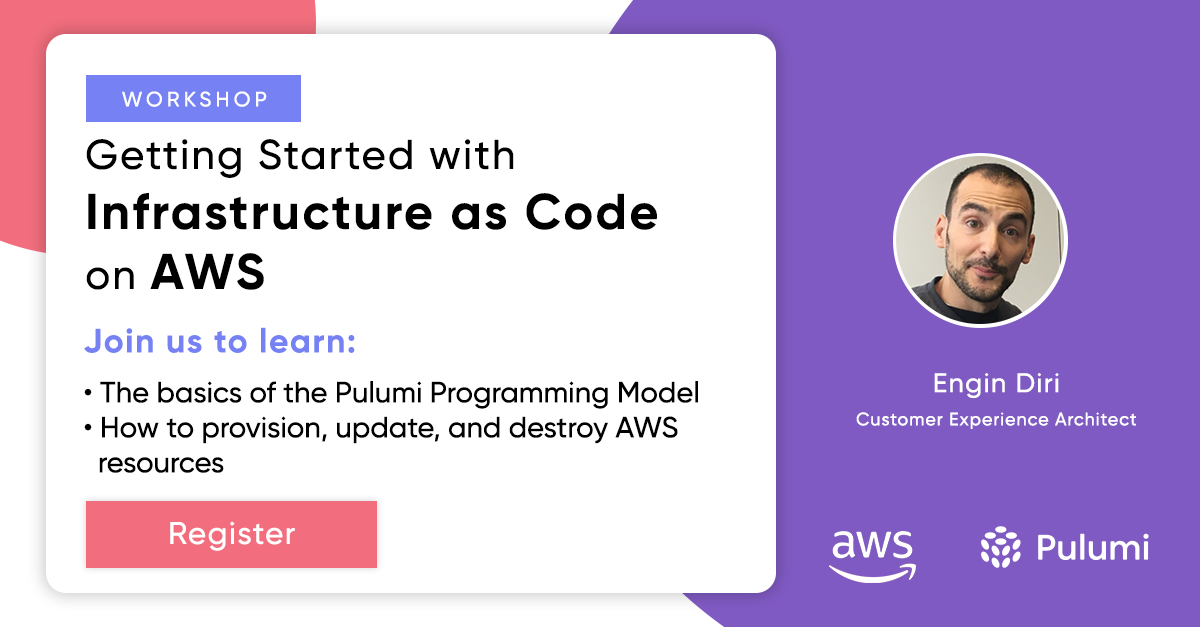 WORKSHOP
Getting Started with
Infrastructure as Code
on AWS
Join us to learn:
• The basics of the Pulumi Programming Model
• How to provision, update, and destroy AWS
resources
Register
Engin Diri
Customer Experience Architect
aws
Pulumi